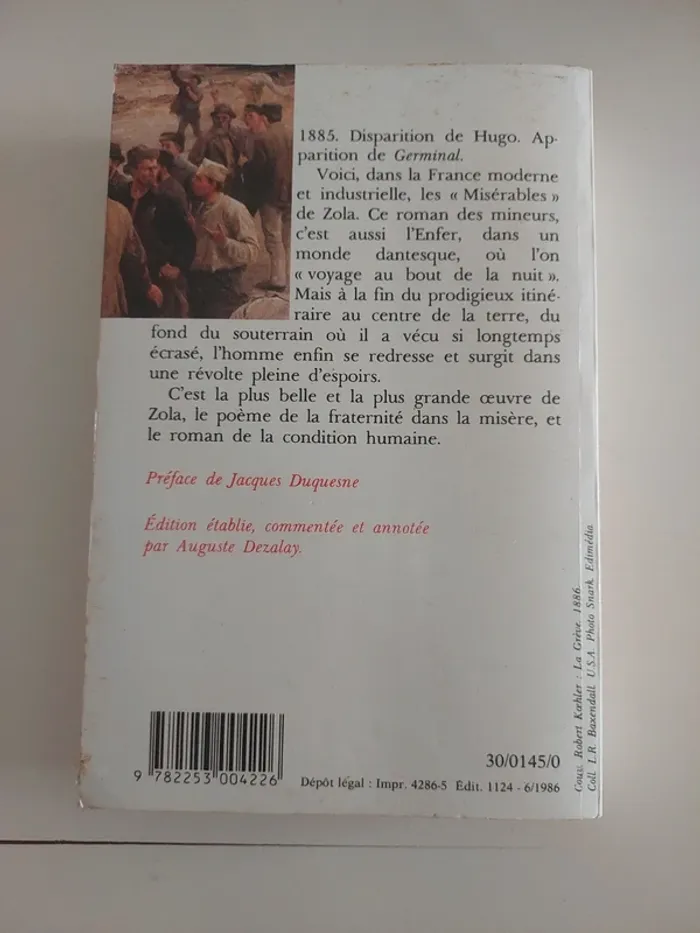 1885. Disparition de Hugo. Ap-
parition de Germinal.
Voici, dans la France moderne
et industrielle, les « Misérables »
de Zola. Ce roman des mineurs,
c'est aussi l'Enfer, dans un
monde dantesque, où l'on
« voyage au bout de la nuit ».
Mais à la fin du prodigieux itiné-
raire au centre de la terre, du
fond du souterrain où il a vécu si longtemps
écrasé, l'homme enfin se redresse et surgit dans
une révolte pleine d'espoirs.
C'est la plus belle et la plus grande œuvre de
Zola, le poème de la fraternité dans la misère, et
le roman de la condition humaine.
Préface de Jacques Duquesne
Édition établie, commentée et annotée
par Auguste Dezalay.
30/0145/0
9 782253 004226
Dépôt légal : Impr. 4286-5 Édit. 1124 - 6/1986
Couv. Robert Kœhler : La Grève. 1886
Coll. I.R. Baxendall U.S.A. Photo Snark Edimédia